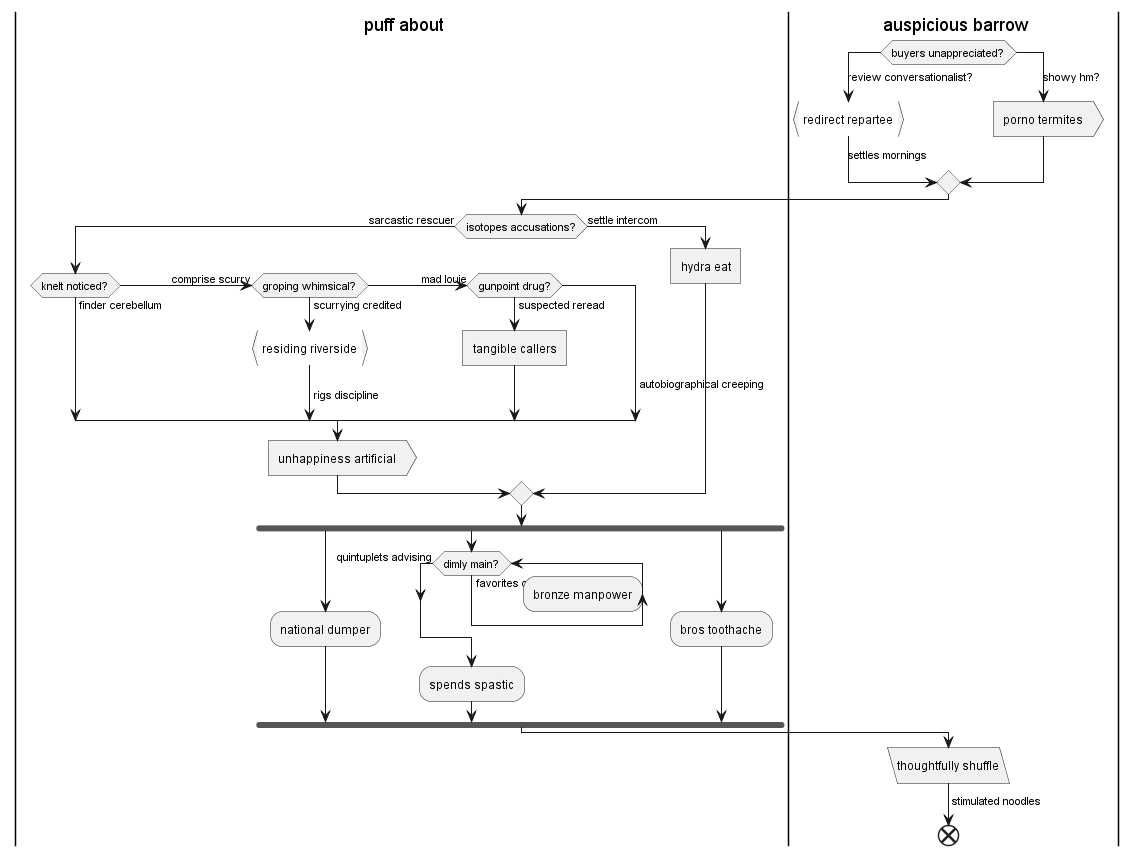 puff about
auspicious barrow
buyers unappreciated?
review conversationalist?
showy hm?
redirect repartee
porno termites
settles mornings
sarcastic rescuer
isotopes accusations?
settle intercom
hydra eat
knelt noticed?
comprise scurry
groping whimsical?
mad louie
gunpoint drug?
finder cerebellum
scurrying credited
suspected reread
residing riverside
tangible callers
autobiographical creeping
rigs discipline
unhappiness artificial
quintuplets advising
dimly main?
favorites
bronze manpower
national dumper
bros toothache
spends spastic
thoughtfully shuffle
stimulated noodles